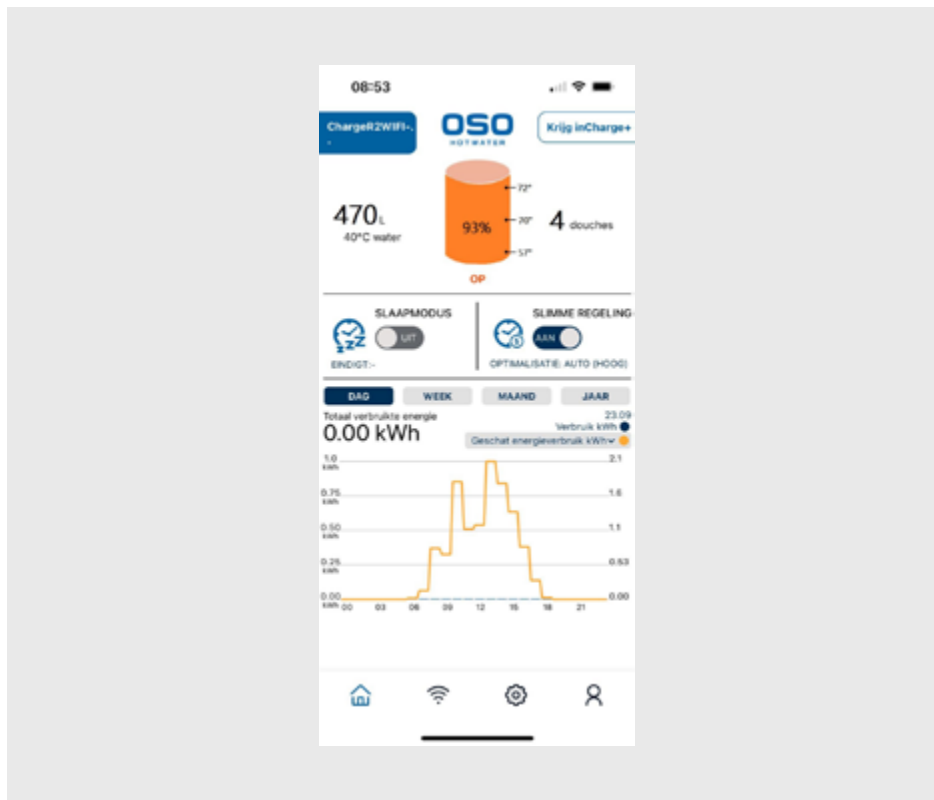 08:53
ChargeR2WIFI-.
-
OSO
HOTWATER
Krijg inCharge+
470L
40°C water
93%
72°
70°
57°
4 douches
OP
SLAAPMODUS
UIT
EINDIGT:-
SLIMME REGELING
AAN
OPTIMALISATIE: AUTO (HOOG)
DAG WEEK MAAND JAAR
Totaal verbruikte energie
0.00 kWh
23.09
Verbruik kWh
Geschat energieverbruik kWh
1.0 kWh
0.75 kWh
0.50 kWh
0.25 kWh
0.00 kWh
2.1
1.6
1.1
0.53
0.00
00 03 06 09 12 15 18 21